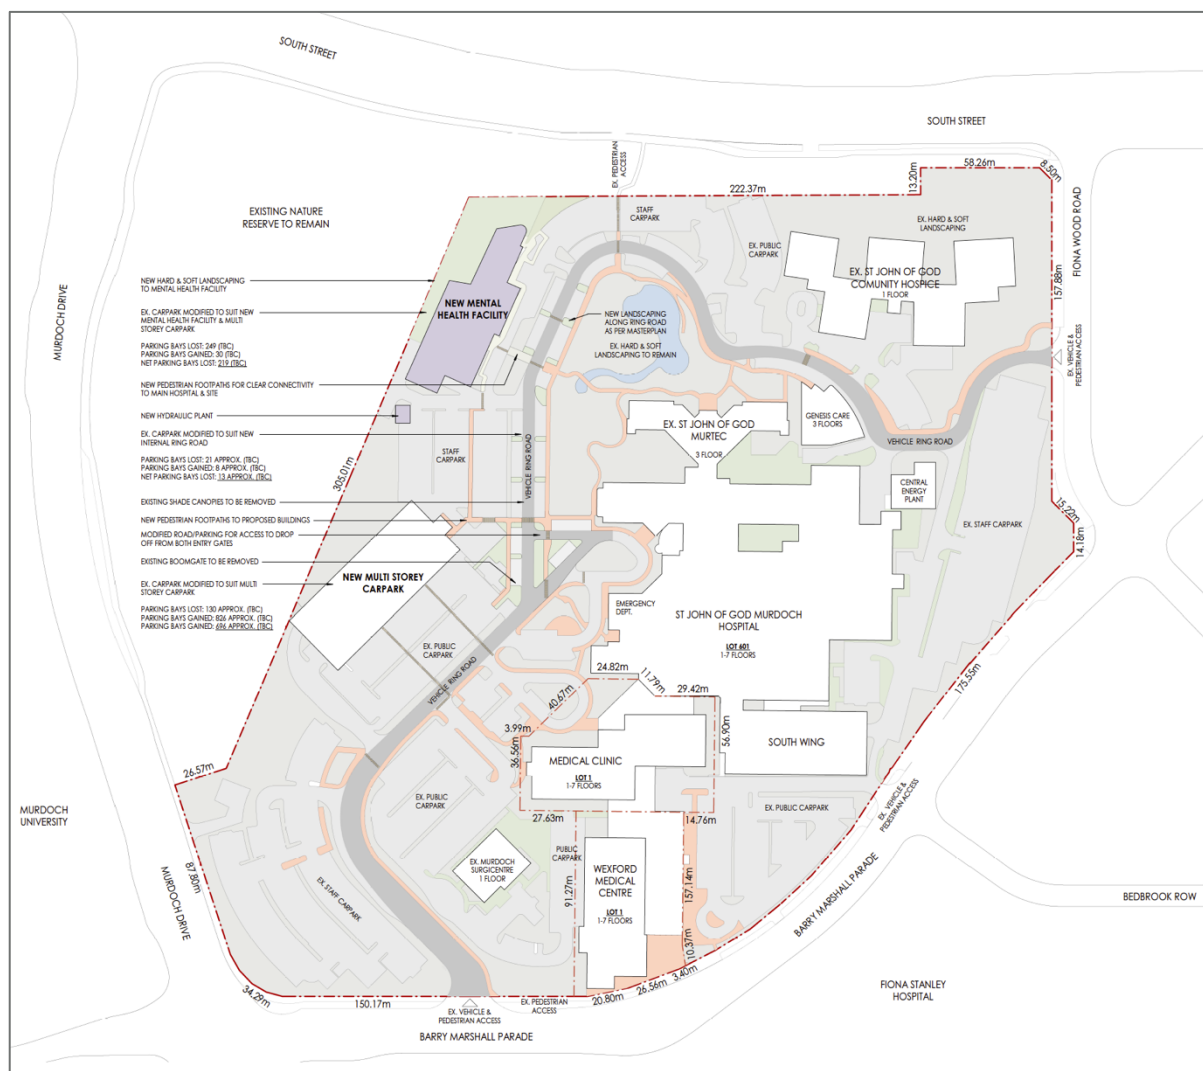 SOUTH STREET
SOUTH STREET
EX. PEDESTRIAN
ACCESS
222.37m
13.20m
58.26m
8.50m
FIONA WOOD ROAD
157.88m
EXISTING NATURE
RESERVE TO REMAIN
STAFF
CARPARK
EX. PUBLIC
CARPARK
EX. HARD & SOFT
LANDSCAPING
EX. ST JOHN OF GOD
COMUNITY HOSPICE
1 FLOOR
MURDOCH DRIVE
NEW HARD & SOFT LANDSCAPING
TO MENTAL HEALTH FACILITY
EX. CARPARK MODIFIED TO SUIT NEW
MENTAL HEALTH FACILITY & MULTI
STOREY CARPARK
PARKING BAYS LOST: 249 (TBC)
PARKING BAYS GAINED: 30 (TBC)
NET PARKING BAYS LOST: 219 (TBC)
NEW PEDESTRIAN FOOTPATHS FOR CLEAR CONNECTIVITY
TO MAIN HOSPITAL & SITE
NEW HYDRAULIC PLANT
EX. CARPARK MODIFIED TO SUIT NEW
INTERNAL RING ROAD
PARKING BAYS LOST: 21 APPROX. (TBC)
PARKING BAYS GAINED: 8 APPROX. (TBC)
NET PARKING BAYS LOST: 13 APPROX. (TBC)
EXISTING SHADE CANOPIES TO BE REMOVED
NEW PEDESTRIAN FOOTPATHS TO PROPOSED BUILDINGS
MODIFIED ROAD/PARKING FOR ACCESS TO DROP
OFF FROM BOTH ENTRY GATES
EXISTING BOOMGATE TO BE REMOVED
EX. CARPARK MODIFIED TO SUIT MULTI
STOREY CARPARK
PARKING BAYS LOST: 130 APPROX. (TBC)
PARKING BAYS GAINED: 826 APPROX. (TBC)
PARKING BAYS GAINED: 696 APPROX. (TBC)
NEW MENTAL
HEALTH FACILITY
NEW LANDSCAPING
ALONG RING ROAD
AS PER MASTERPLAN
EX. HARD & SOFT
LANDSCAPING TO REMAIN
EX. VEHICLE &
PEDESTRIAN ACCESS
GENESIS CARE
3 FLOORS
EX. ST JOHN OF GOD
MURTEC
3 FLOOR
VEHICLE RING ROAD
STAFF
CARPARK
VEHICLE RING ROAD
305.01m
CENTRAL
ENERGY
PLANT
EX. STAFF CARPARK
15.22m
14.18m
NEW MULTI STOREY
CARPARK
EMERGENCY
DEPT.
ST JOHN OF GOD MURDOCH
HOSPITAL
LOT 601
1-7 FLOORS
EX. PUBLIC
CARPARK
VEHICLE RING ROAD
24.82m
11.79m
29.42m
40.67m
175.55m
3.99m
36.56m
56.90m
SOUTH WING
MEDICAL CLINIC
LOT 1
1-7 FLOORS
26.57m
EX. PUBLIC
CARPARK
27.63m
14.76m
EX. PUBLIC CARPARK
EX. VEHICLE &
PEDESTRIAN ACCESS
MURDOCH
UNIVERSITY
87.80m
MURDOCH DRIVE
EX. STAFF CARPARK
EX. MURDOCH
SURGICENTRE
1 FLOOR
PUBLIC
CARPARK
91.27m
WEXFORD
MEDICAL
CENTRE
LOT 1
1-7 FLOORS
157.14m
10.37m
BARRY MARSHALL PARADE
BEDBROOK ROW
34.29m
150.17m
EX. VEHICLE &
PEDESTRIAN ACCESS
EX. PEDESTRIAN
ACCESS
20.80m
26.56m
3.40m
FIONA STANLEY
HOSPITAL
BARRY MARSHALL PARADE